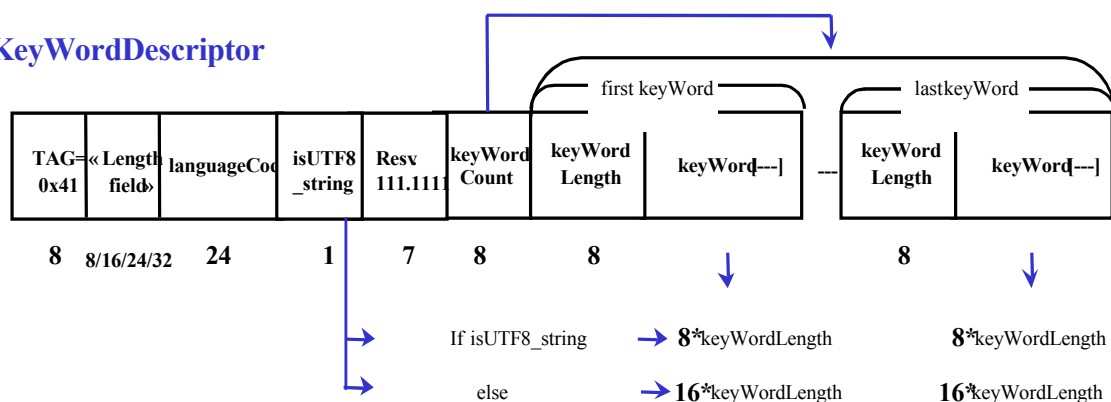 KeyWordDescriptor
first keyWord
lastkeyWord
TAG=
0x41
« Length
field»
languageCod
isUTF8
_string
Resv.
111.1111
keyWord
Count
keyWord
Length
keyWord[---]
---
keyWord
Length
keyWord[---]
8 8/16/24/32 24 1 7 8 8 8
If isUTF8_string 8*keyWordLength 8*keyWordLength
else 16*keyWordLength 16*keyWordLength